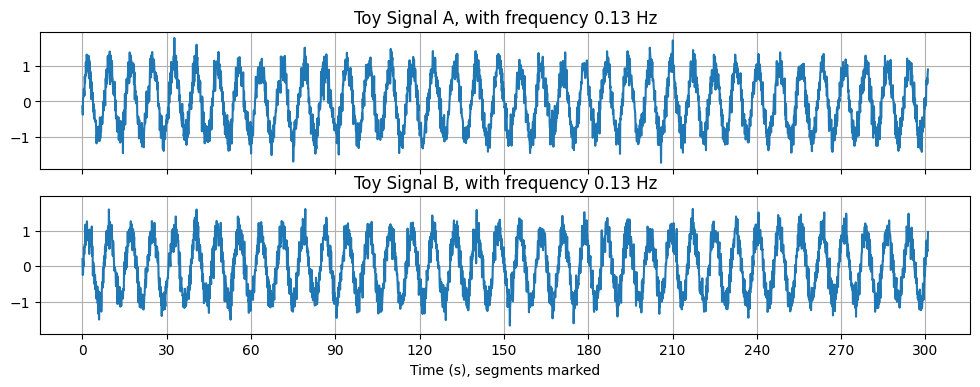 Toy Signal A, with frequency 0.13 Hz
1
0
−1
Toy Signal B, with frequency 0.13 Hz
1
0
−1
0 30 60 90 120 150 180 210 240 270 300
Time (s), segments marked